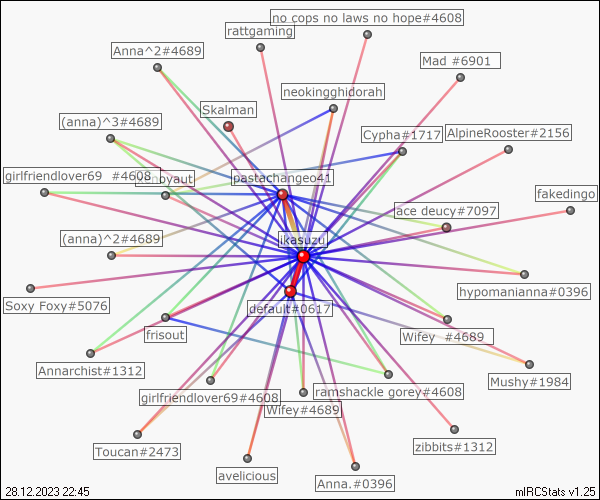 no cops no laws no hope#4608
rattgaming
Anna^2#4689
Mad #6901
neokingghidorah
Skalman
(anna)^3#4689
Cypha#1717
AlpineRooster#2156
girlfriendlover69 #4608
xenoyaut
pastachangeo41
fakedingo
ace deucy#7097
(anna)^2#4689
ikasuzu
hypomanianna#0396
Soxy Foxy#5076
default#0617
frisout
Wifey #4689
Annarchist#1312
Mushy#1984
girlfriendlover69#4608
ramshackle gorey#4608
Wifey#4689
Toucan#2473
zibbits#1312
avelicious
Anna.#0396
28.12.2023 22:45
mIRCStats v1.25